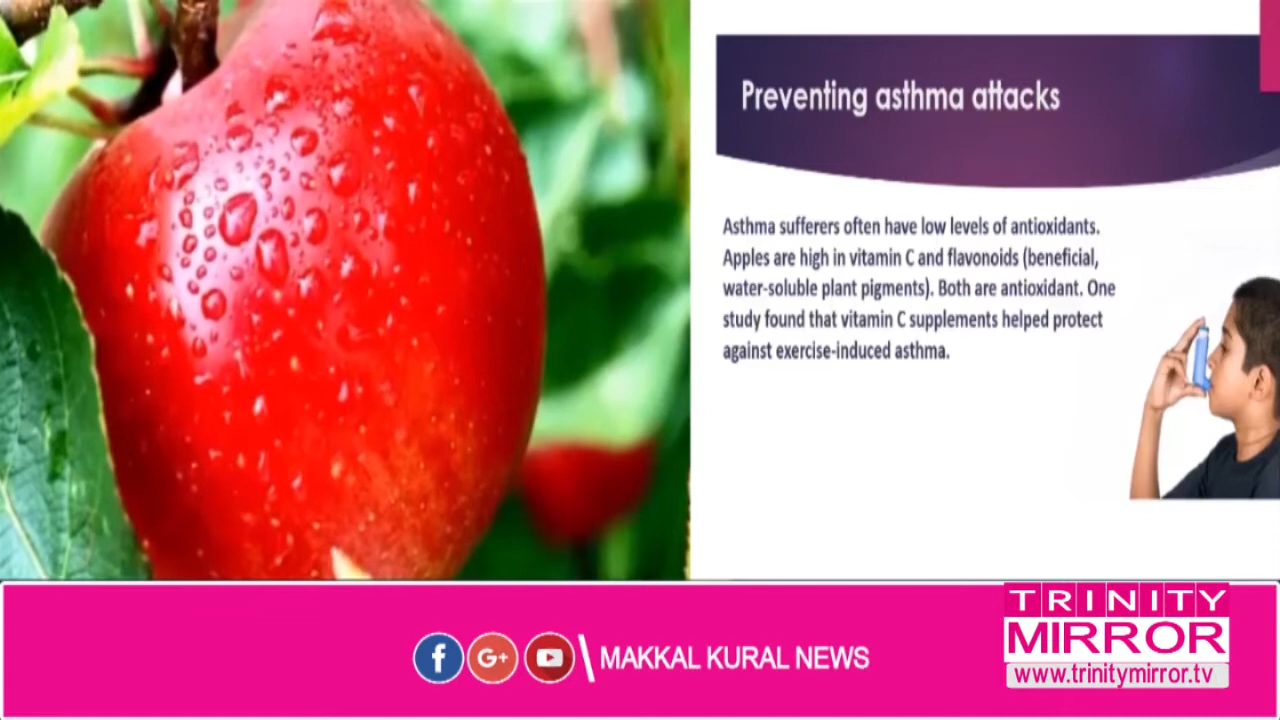 Preventing asthma attacks
Asthma sufferers often have low levels of antioxidants.
Apples are high in vitamin C and flavonoids (beneficial,
water-soluble plant pigments). Both are antioxidant. One
study found that vitamin C supplements helped protect
against exercise-induced asthma.
f G+ \ MAKKAL KURAL NEWS
TRINITY
MIRROR
www.trinitymirror.tv